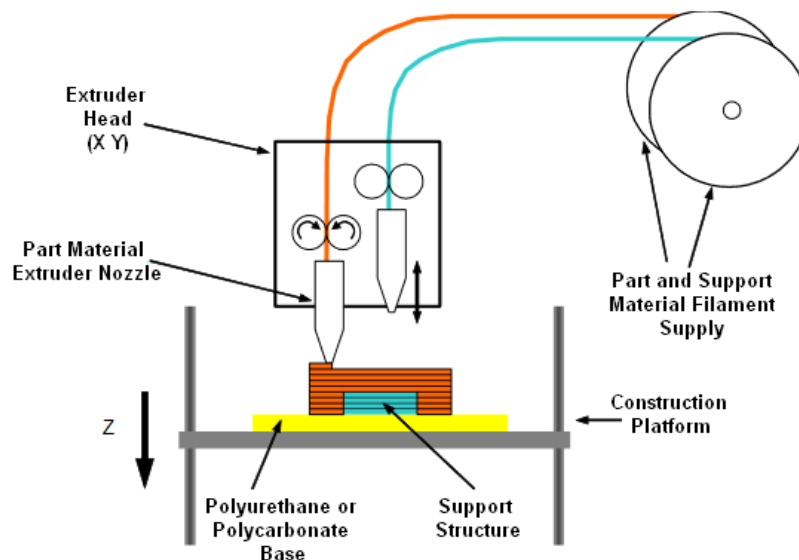 Extruder
Head
(X Y)
Part Material
Extruder Nozzle
Part and Support
Material Filament
Supply
Z
Construction
Platform
Polyurethane or
Polycarbonate
Base
Support
Structure